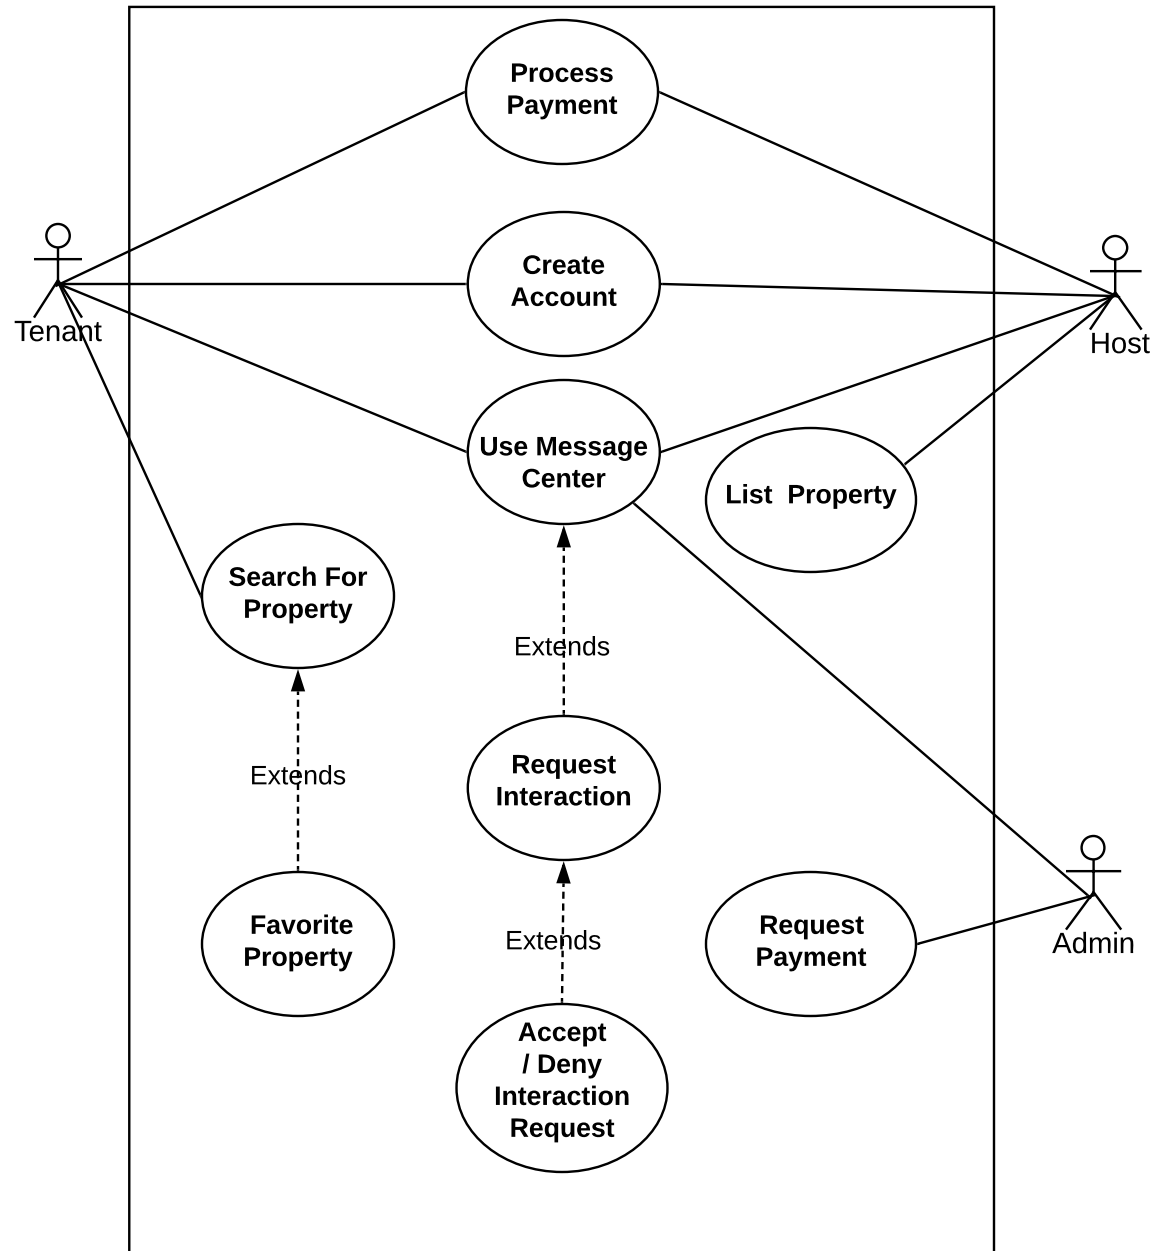 Process
Payment
Create
Account
Tenant
Host
Use Message
Center
List  Property
Search For
Property
Extends
Extends
Request
Interaction
Favorite
Property
Request
Payment
Extends
Admin
Accept
/ Deny
Interaction
Request